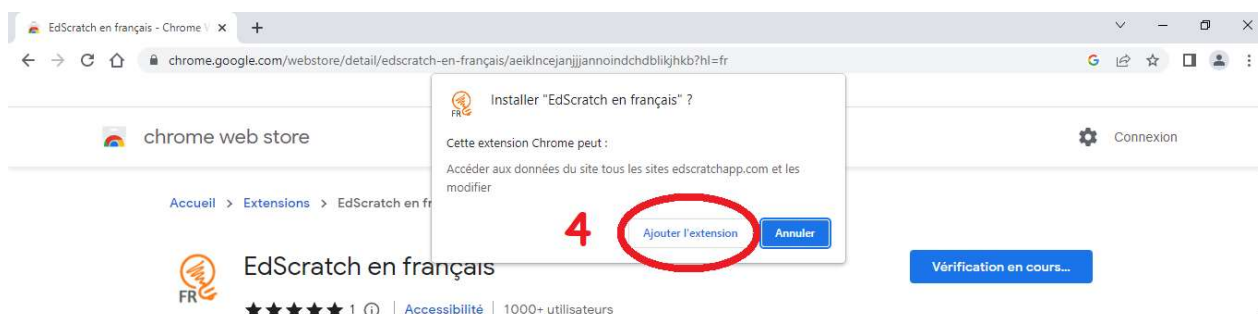 EdScratch en français - Chrome
chrome.google.com/webstore/detail/edscratch-en-français/aeiklncejanjjjannoindchdblikjhkb?hl=fr
Installer "EdScratch en français" ?
FR
chrome web store
Connexion
Cette extension Chrome peut :
Accéder aux données du site tous les sites edscratchapp.com et les
modifier
Accueil > Extensions > EdScratch en fr
4
Ajouter l'extension
Annuler
EdScratch en français
FR
Vérification en cours...
★★★★★ 1 ⓘ | Accessibilité | 1000+ utilisateurs